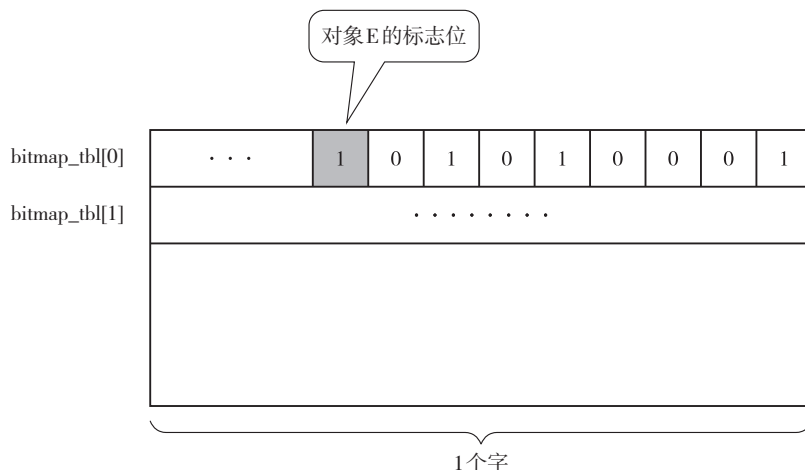 对象E的标志位
bitmap_tbl[0] · · · 1 0 1 0 1 0 0 0 1
bitmap_tbl[1] · · · · · · · ·
1个字